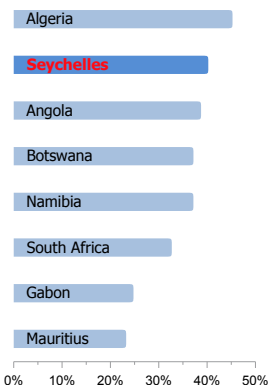 Algeria
Seychelles
Angola
Botswana
Namibia
South Africa
Gabon
Mauritius
0% 10% 20% 30% 40% 50%